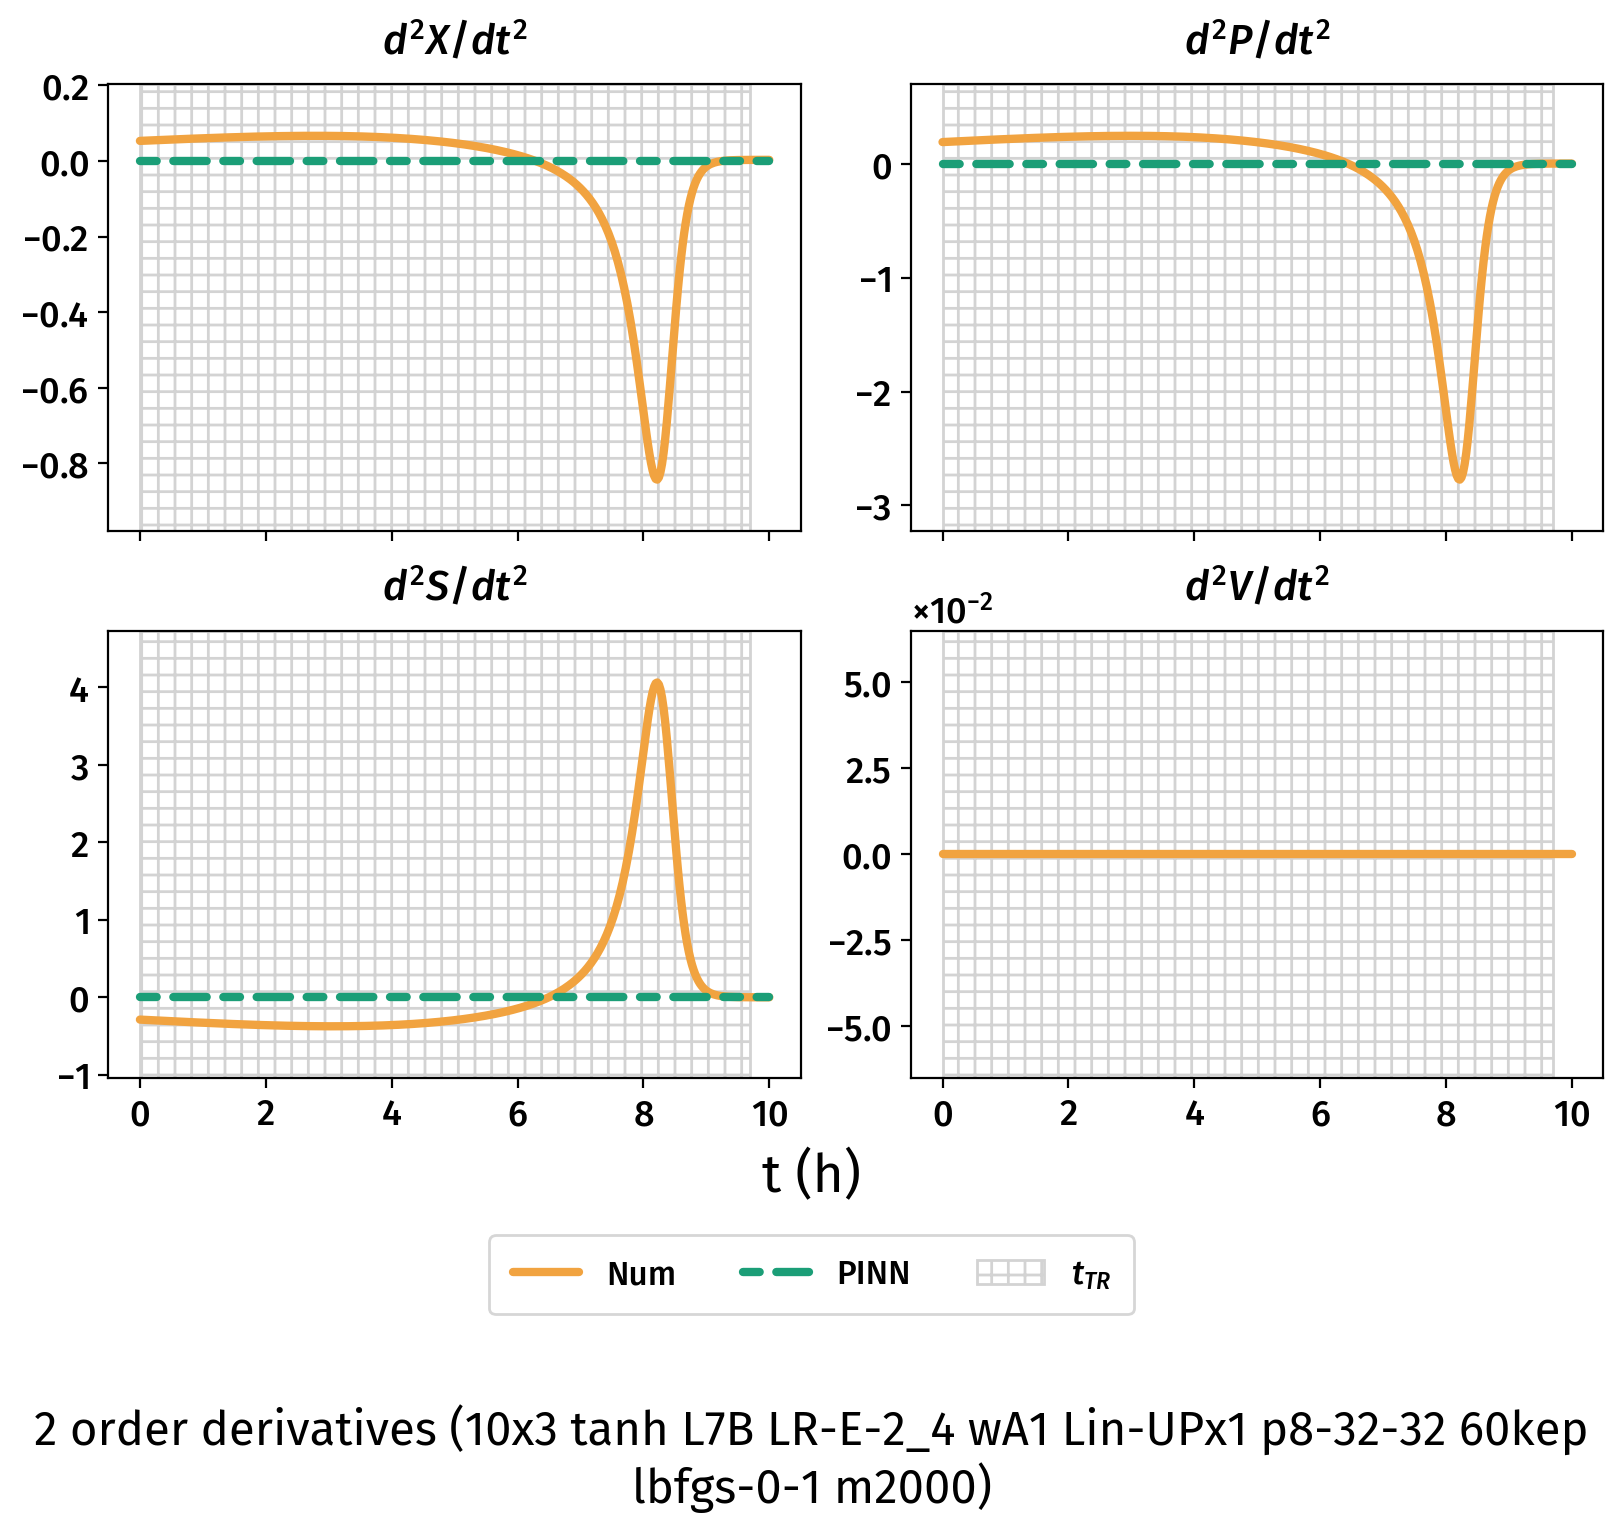 d²X/dt²
d²P/dt²
0.2
0.0
−0.2
−0.4
−0.6
−0.8
0
−1
−2
−3
d²S/dt²
d²V/dt²
×10⁻²
4
3
2
1
0
−1
5.0
2.5
0.0
−2.5
−5.0
0 2 4 6 8 10
0 2 4 6 8 10
t (h)
Num PINN t_TR
2 order derivatives (10x3 tanh L7B LR-E-2_4 wA1 Lin-UPx1 p8-32-32 60kep
lbfgs-0-1 m2000)